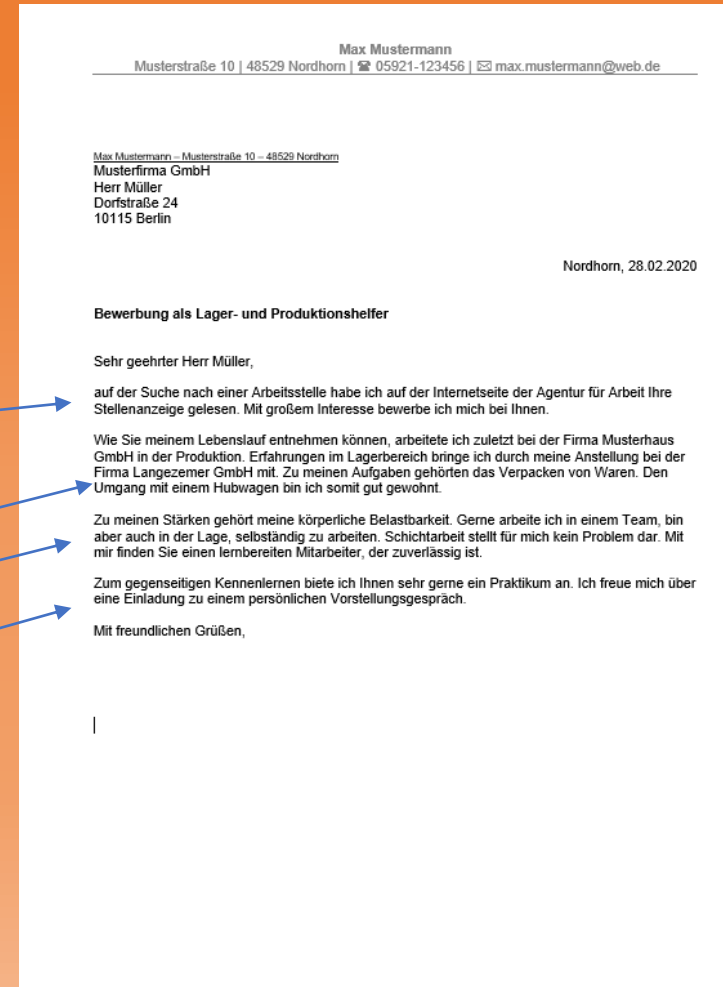 Max Mustermann
Musterstraße 10 | 48529 Nordhorn | ☎ 05921-123456 | ✉ max.mustermann@web.de
Max Mustermann – Musterstraße 10 – 48529 Nordhorn
Musterfirma GmbH
Herr Müller
Dorfstraße 24
10115 Berlin
Nordhorn, 28.02.2020
Bewerbung als Lager- und Produktionshelfer
Sehr geehrter Herr Müller,
auf der Suche nach einer Arbeitsstelle habe ich auf der Internetseite der Agentur für Arbeit Ihre
Stellenanzeige gelesen. Mit großem Interesse bewerbe ich mich bei Ihnen.
Wie Sie meinem Lebenslauf entnehmen können, arbeitete ich zuletzt bei der Firma Musterhaus
GmbH in der Produktion. Erfahrungen im Lagerbereich bringe ich durch meine Anstellung bei der
Firma Langezemer GmbH mit. Zu meinen Aufgaben gehörten das Verpacken von Waren. Den
Umgang mit einem Hubwagen bin ich somit gut gewohnt.
Zu meinen Stärken gehört meine körperliche Belastbarkeit. Gerne arbeite ich in einem Team, bin
aber auch in der Lage, selbständig zu arbeiten. Schichtarbeit stellt für mich kein Problem dar. Mit
mir finden Sie einen lernbereiten Mitarbeiter, der zuverlässig ist.
Zum gegenseitigen Kennenlernen biete ich Ihnen sehr gerne ein Praktikum an. Ich freue mich über
eine Einladung zu einem persönlichen Vorstellungsgespräch.
Mit freundlichen Grüßen,